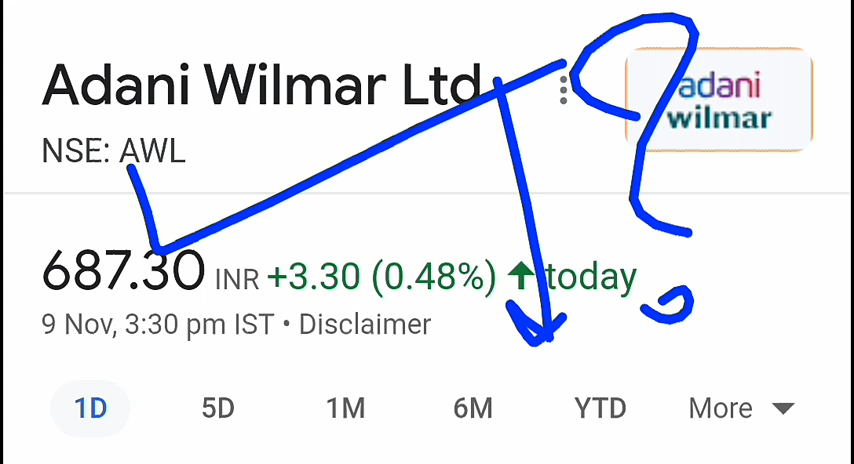 Adani Wilmar Ltd
adani
wilmar
NSE: AWL
687.30 INR +3.30 (0.48%) ↑ today
9 Nov, 3:30 pm IST • Disclaimer
1D 5D 1M 6M YTD More